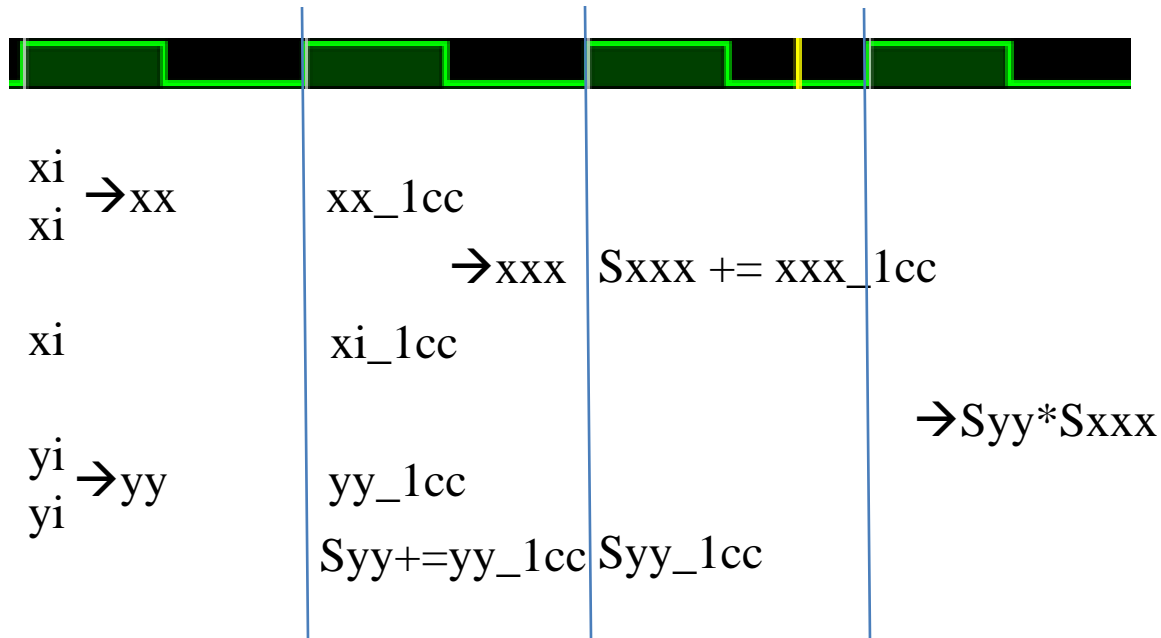 xi
→xx
xx_1cc
xi
→xxx
Sxxx += xxx_1cc
xi
xi_1cc
→Syy*Sxxx
yi
→yy
yy_1cc
yi
Syy+=yy_1cc
Syy_1cc